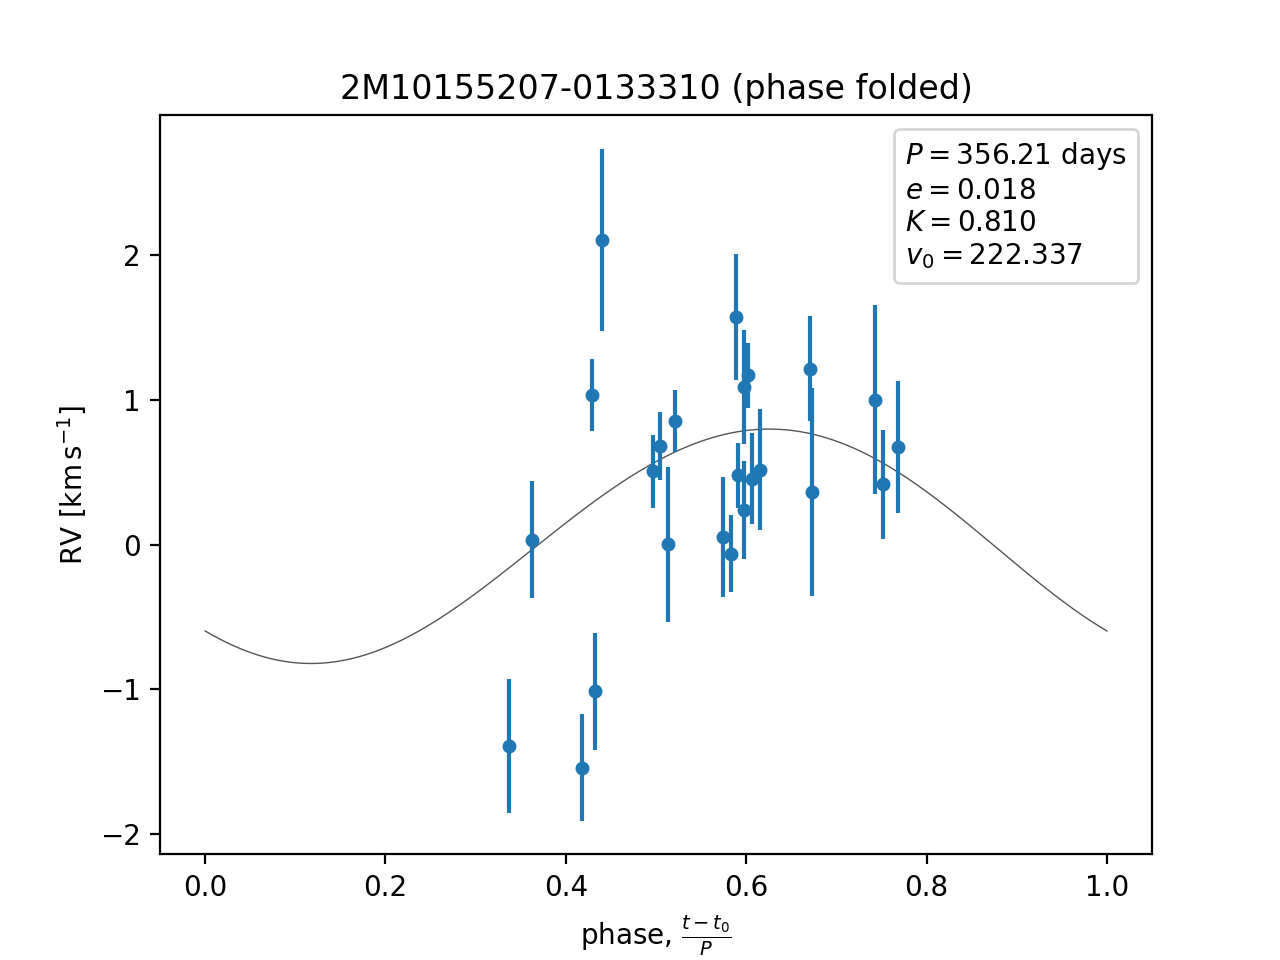 2M10155207-0133310 (phase folded)
P = 356.21 days
e = 0.018
K = 0.810
v₀ = 222.337
RV [km s⁻¹]
2
1
0
−1
−2
0.0 0.2 0.4 0.6 0.8 1.0
phase, (t − t₀)/P